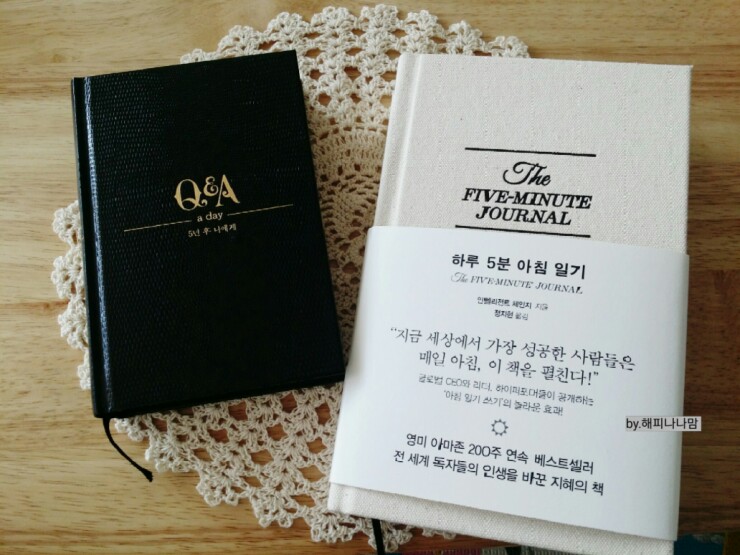 Q&A
a day
5년 후 나에게
The
FIVE-MINUTE
JOURNAL
하루 5분 아침 일기
The FIVE-MINUTE JOURNAL
인텔리전트 체인지 지음
정지현 옮김
“지금 세상에서 가장 성공한 사람들은
매일 아침, 이 책을 펼친다!”
글로벌 CEO와 리더, 하이퍼포머들이 공개하는
‘아침 일기 쓰기’의 놀라운 효과!
by.해피나나맘
영미 아마존 200주 연속 베스트셀러
전 세계 독자들의 인생을 바꾼 지혜의 책